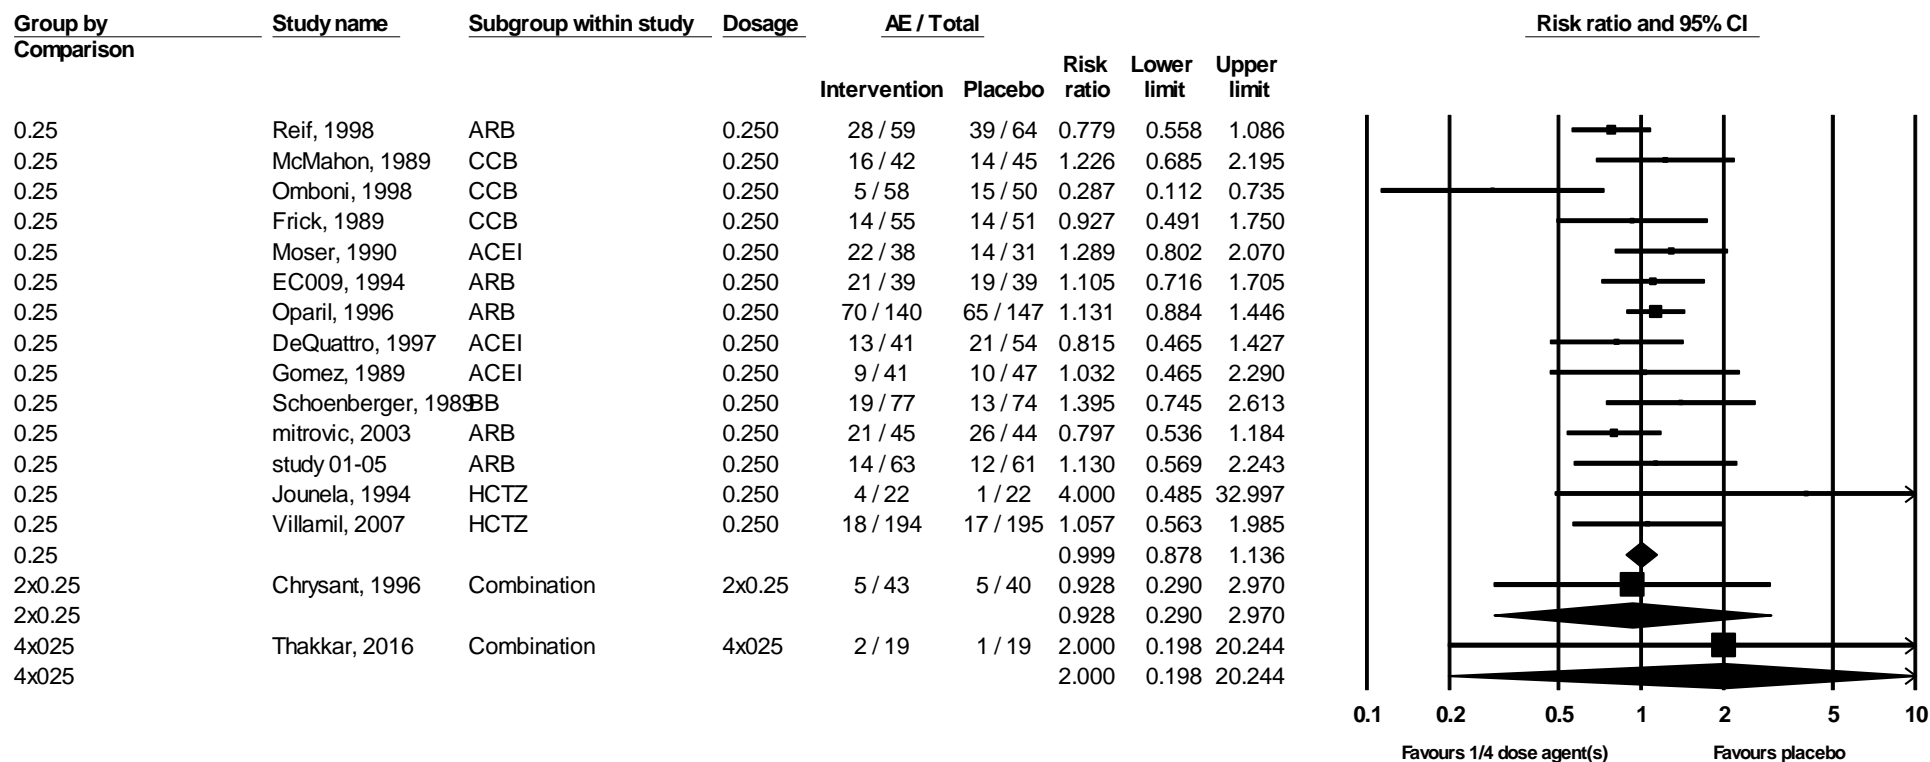 Group by Study name Subgroup within study Dosage AE / Total Risk ratio and 95% CI
Comparison
Risk Lower Upper
Intervention Placebo ratio limit limit
0.25 Reif, 1998 ARB 0.250 28 / 59 39 / 64 0.779 0.558 1.086
0.25 McMahon, 1989 CCB 0.250 16 / 42 14 / 45 1.226 0.685 2.195
0.25 Omboni, 1998 CCB 0.250 5 / 58 15 / 50 0.287 0.112 0.735
0.25 Frick, 1989 CCB 0.250 14 / 55 14 / 51 0.927 0.491 1.750
0.25 Moser, 1990 ACEI 0.250 22 / 38 14 / 31 1.289 0.802 2.070
0.25 EC009, 1994 ARB 0.250 21 / 39 19 / 39 1.105 0.716 1.705
0.25 Oparil, 1996 ARB 0.250 70 / 140 65 / 147 1.131 0.884 1.446
0.25 DeQuattro, 1997 ACEI 0.250 13 / 41 21 / 54 0.815 0.465 1.427
0.25 Gomez, 1989 ACEI 0.250 9 / 41 10 / 47 1.032 0.465 2.290
0.25 Schoenberger, 1989 BB 0.250 19 / 77 13 / 74 1.395 0.745 2.613
0.25 mitrovic, 2003 ARB 0.250 21 / 45 26 / 44 0.797 0.536 1.184
0.25 study 01-05 ARB 0.250 14 / 63 12 / 61 1.130 0.569 2.243
0.25 Jounela, 1994 HCTZ 0.250 4 / 22 1 / 22 4.000 0.485 32.997
0.25 Villamil, 2007 HCTZ 0.250 18 / 194 17 / 195 1.057 0.563 1.985
0.25 0.999 0.878 1.136
2x0.25 Chrysant, 1996 Combination 2x0.25 5 / 43 5 / 40 0.928 0.290 2.970
2x0.25 0.928 0.290 2.970
4x025 Thakkar, 2016 Combination 4x025 2 / 19 1 / 19 2.000 0.198 20.244
4x025 2.000 0.198 20.244
0.1 0.2 0.5 1 2 5 10
Favours 1/4 dose agent(s) Favours placebo